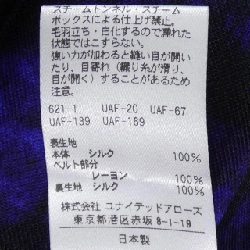 スチームトンネル・スチーム
ボックスによる仕上げ禁止。
毛羽立ち・白化するので濡れた
状態ではこすらない。
強い力が加わると縫い目が開い
たり、目寄れ（織り糸が滑り、
目が開く）することがあるため
注意。
621 1 UAF-20 UAF-67
UAF-139 UAF-169
表生地
本体 シルク 100%
ベルト部分
レーヨン 100%
裏生地 シルク 100%
株式会社 ユナイテッドアローズ
東京都港区赤坂8-1-19
日本製